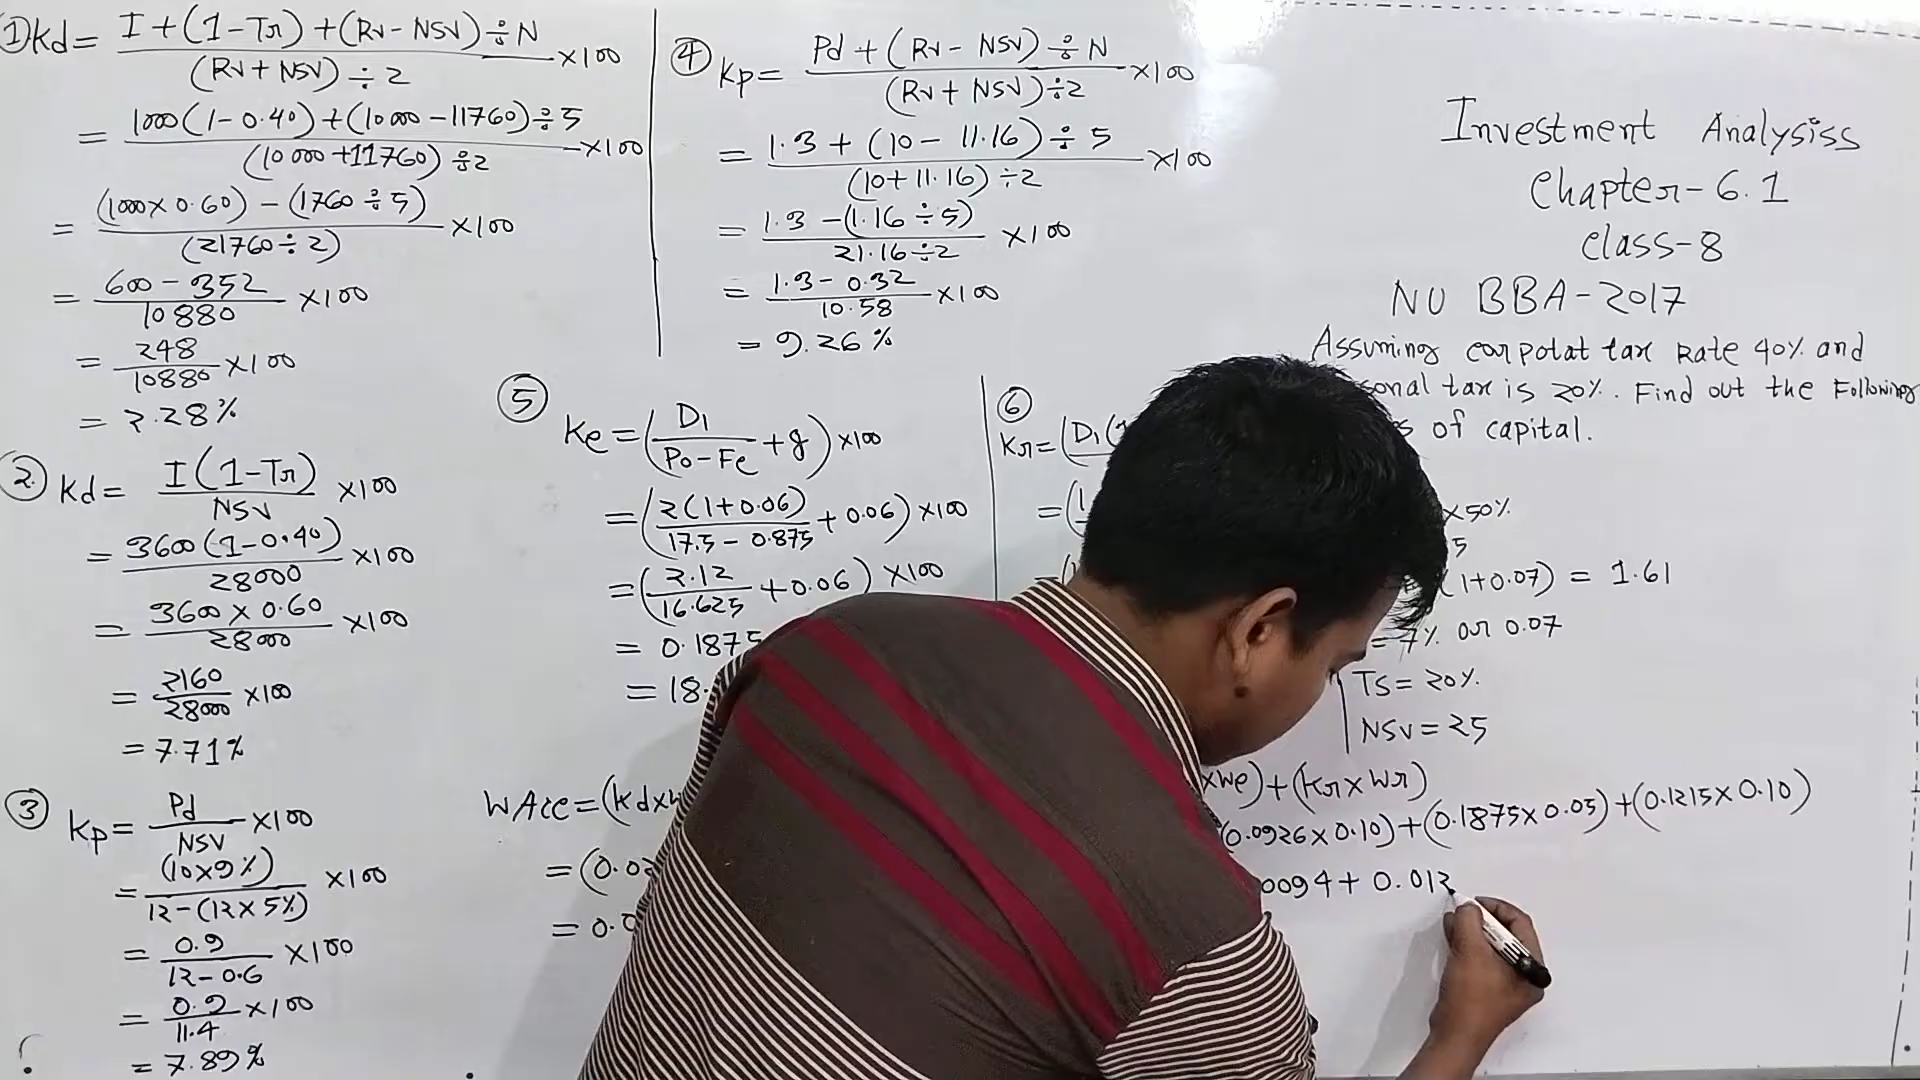 ① Kd = I + (1 - Tr) + (Rv - NSV) ÷ N / (Rv + NSV) ÷ 2 × 100
= 1000 (1 - 0.40) + (10000 - 11760) ÷ 5 / (10000 + 11760) ÷ 2 × 100
= (1000 × 0.60) - (1760 ÷ 5) / (21760 ÷ 2) × 100
= 600 - 352 / 10880 × 100
= 248 / 10880 × 100
= 2.28%
② Kd = I (1 - Tr) / NSV × 100
= 3600 (1 - 0.40) / 28000 × 100
= 3600 × 0.60 / 28000 × 100
= 2160 / 28000 × 100
= 7.71%
③ Kp = Pd / NSV × 100
= (10 × 9%) / 12 - (12 × 5%) × 100
= 0.9 / 12 - 0.6 × 100
= 0.9 / 11.4 × 100
= 7.89%
④ Kp = Pd + (Rv - NSV) ÷ N / (Rv + NSV) ÷ 2 × 100
= 1.3 + (10 - 11.16) ÷ 5 / (10 + 11.16) ÷ 2 × 100
= 1.3 - (1.16 ÷ 5) / 21.16 ÷ 2 × 100
= 1.3 - 0.32 / 10.58 × 100
= 9.26%
⑤ Ke = (D1 / Po - Fe + g) × 100
= (2 (1 + 0.06) / 17.5 - 0.875 + 0.06) × 100
= (2.12 / 16.625 + 0.06) × 100
= 0.1875
= 18.
⑥ Kr = (D1 (
= (
Investment Analysiss
Chapter - 6.1
Class - 8
NU BBA - 2017
Assuming corpotat tax Rate 40% and
sonal tax is 20%. Find out the Following
s of capital.
×50%
5
(1+0.07) = 1.61
= 7% or 0.07
TS = 20%
NSV = 25
WAcc = (Kd× ×We) + (Kr × Wr)
= (0.02 (0.0926 × 0.10) + (0.1875 × 0.05) + (0.1215 × 0.10)
= 0.0 0094 + 0.012